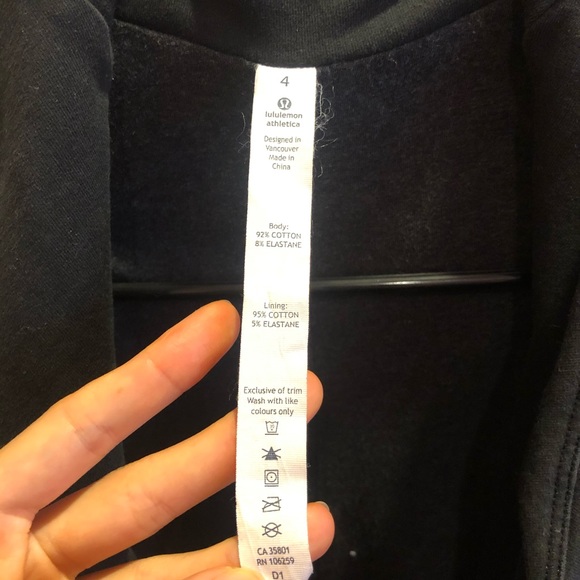 4
lululemon
athletica
Designed in
Vancouver
Made in
China
Body:
92% COTTON
8% ELASTANE
Lining:
95% COTTON
5% ELASTANE
Exclusive of trim
Wash with like
colours only
CA 35801
RN 106259
D1